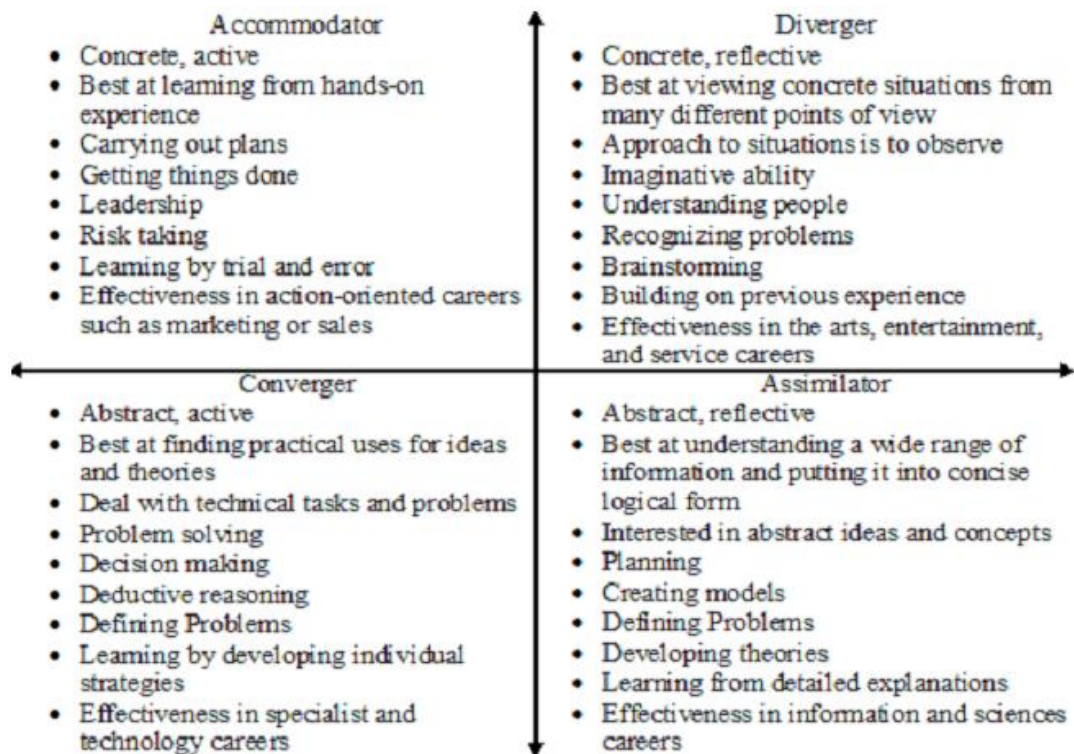 Accommodator
• Concrete, active
• Best at learning from hands-on
experience
• Carrying out plans
• Getting things done
• Leadership
• Risk taking
• Learning by trial and error
• Effectiveness in action-oriented careers
such as marketing or sales
Diverger
• Concrete, reflective
• Best at viewing concrete situations from
many different points of view
• Approach to situations is to observe
• Imaginative ability
• Understanding people
• Recognizing problems
• Brainstorming
• Building on previous experience
• Effectiveness in the arts, entertainment,
and service careers
Converger
• Abstract, active
• Best at finding practical uses for ideas
and theories
• Deal with technical tasks and problems
• Problem solving
• Decision making
• Deductive reasoning
• Defining Problems
• Learning by developing individual
strategies
• Effectiveness in specialist and
technology careers
Assimilator
• Abstract, reflective
• Best at understanding a wide range of
information and putting it into concise
logical form
• Interested in abstract ideas and concepts
• Planning
• Creating models
• Defining Problems
• Developing theories
• Learning from detailed explanations
• Effectiveness in information and sciences
careers